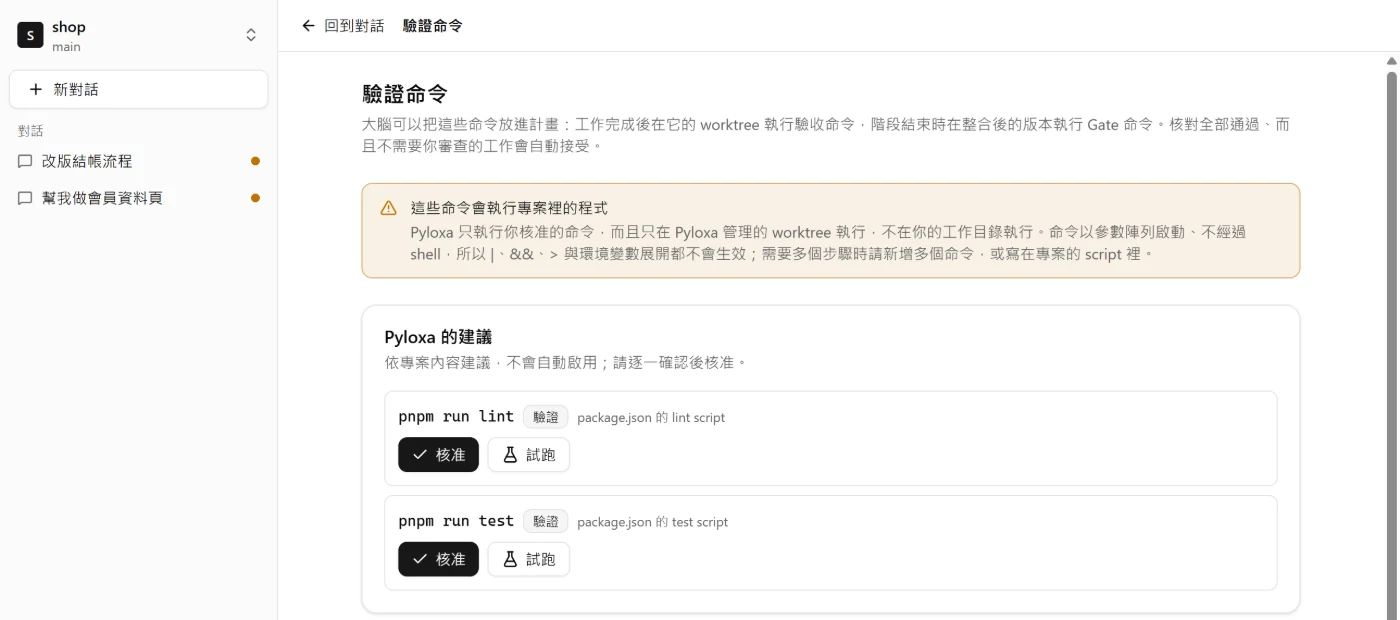 S
shop
main
+ 新對話
對話
改版結帳流程
幫我做會員資料頁
← 回到對話 驗證命令
驗證命令
大腦可以把這些命令放進計畫：工作完成後在它的 worktree 執行驗收命令，階段結束時在整合後的版本執行 Gate 命令。核對全部通過、而
且不需要你審查的工作會自動接受。
這些命令會執行專案裡的程式
Pyloxa 只執行你核准的命令，而且只在 Pyloxa 管理的 worktree 執行，不在你的工作目錄執行。命令以參數陣列啟動、不經過
shell，所以 |、&&、> 與環境變數展開都不會生效；需要多個步驟時請新增多個命令，或寫在專案的 script 裡。
Pyloxa 的建議
依專案內容建議，不會自動啟用；請逐一確認後核准。
pnpm run lint 驗證 package.json 的 lint script
核准 試跑
pnpm run test 驗證 package.json 的 test script
核准 試跑